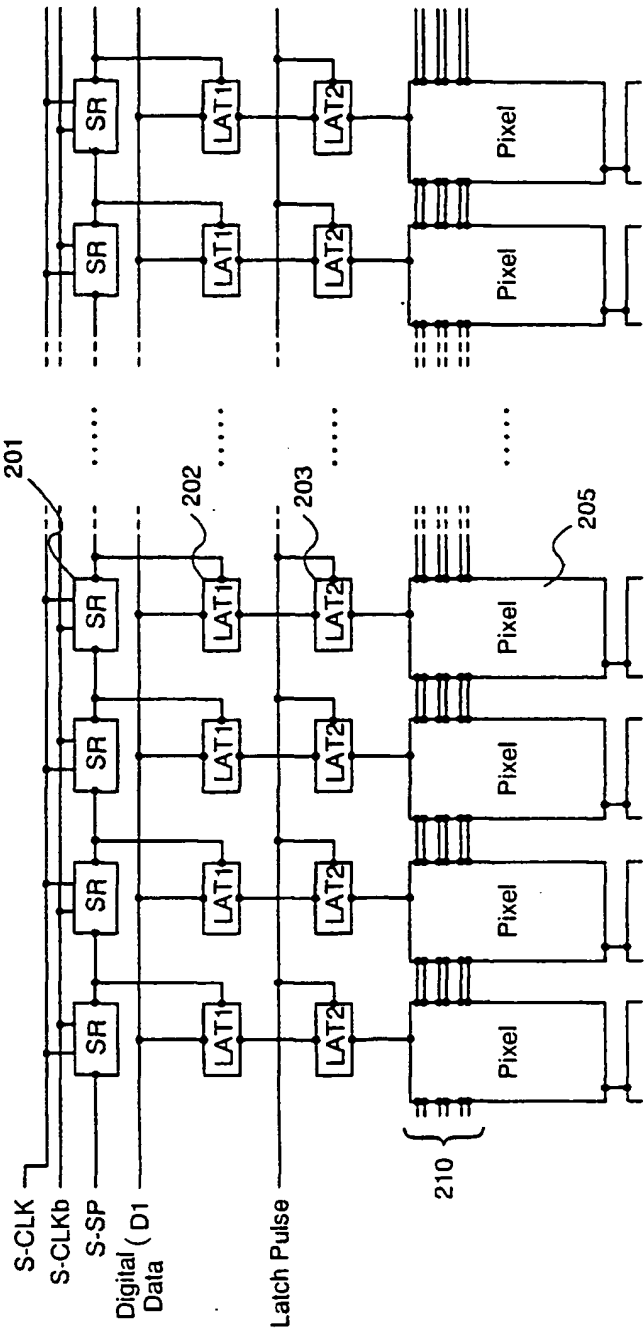 S-CLK
S-CLKb
S-SP
Digital ( D1
Data
Latch Pulse
201
SR SR SR SR SR SR
202
LAT1 LAT1 LAT1 LAT1 LAT1 LAT1
203
LAT2 LAT2 LAT2 LAT2 LAT2 LAT2
205
Pixel Pixel Pixel Pixel Pixel Pixel
210